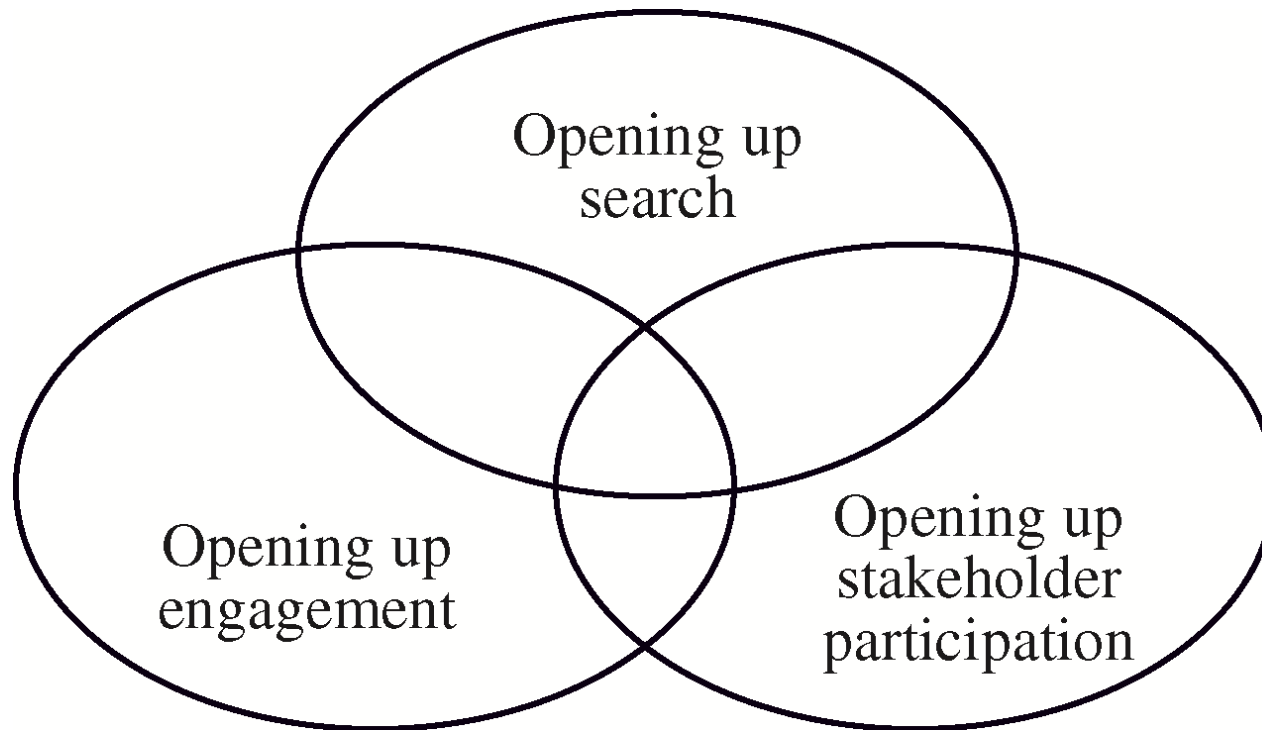 Opening up
search
Opening up
engagement
Opening up
stakeholder
participation